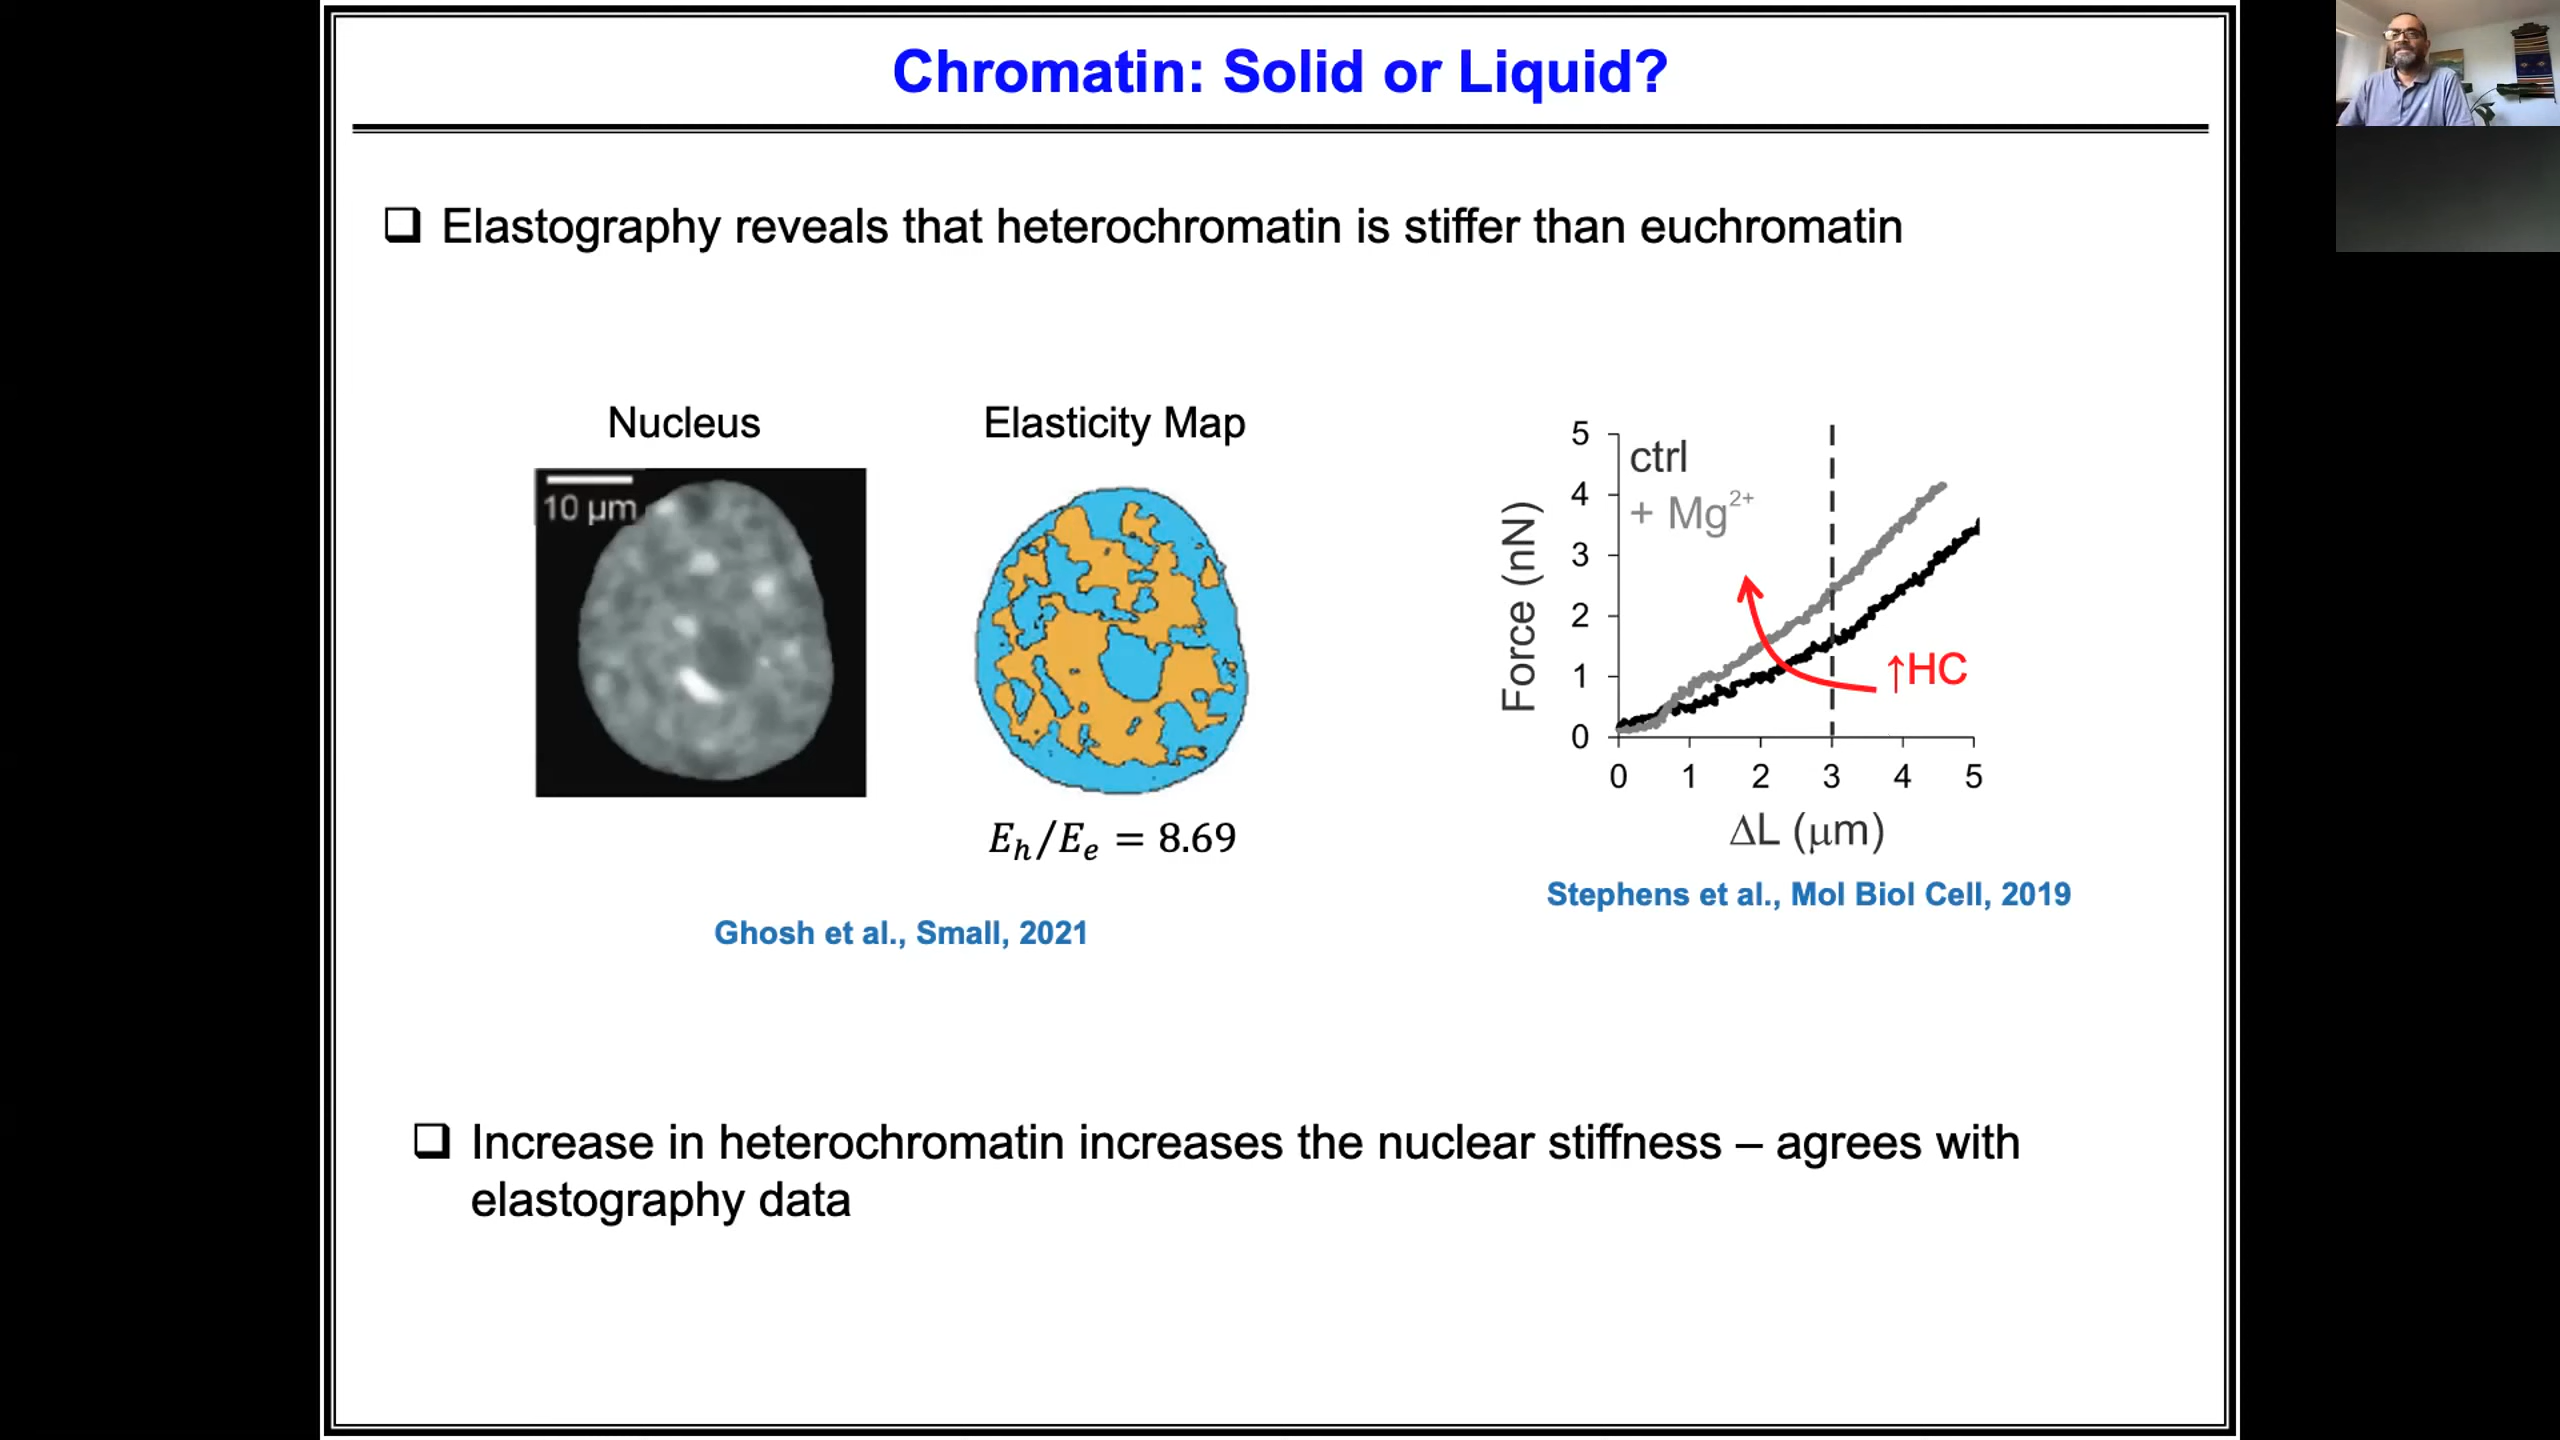 Chromatin: Solid or Liquid?
❑ Elastography reveals that heterochromatin is stiffer than euchromatin
Nucleus
10 μm
Elasticity Map
E_h/E_e = 8.69
Ghosh et al., Small, 2021
ctrl
+ Mg²⁺
↑HC
Force (nN)
5
4
3
2
1
0
0 1 2 3 4 5
ΔL (μm)
Stephens et al., Mol Biol Cell, 2019
❑ Increase in heterochromatin increases the nuclear stiffness – agrees with
elastography data